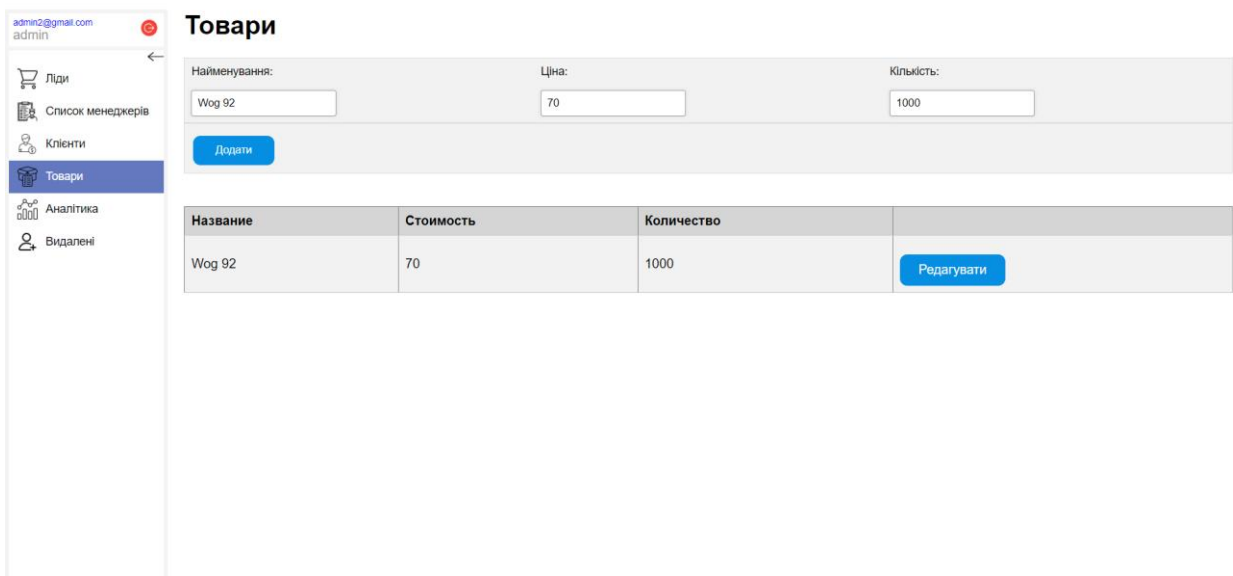 admin2@gmail.com
admin
Ліди
Список менеджерів
Клієнти
Товари
Аналітика
Видалені
Товари
Найменування: Ціна: Кількість:
Wog 92 70 1000
Додати
Название Стоимость Количество
Wog 92 70 1000 Редагувати